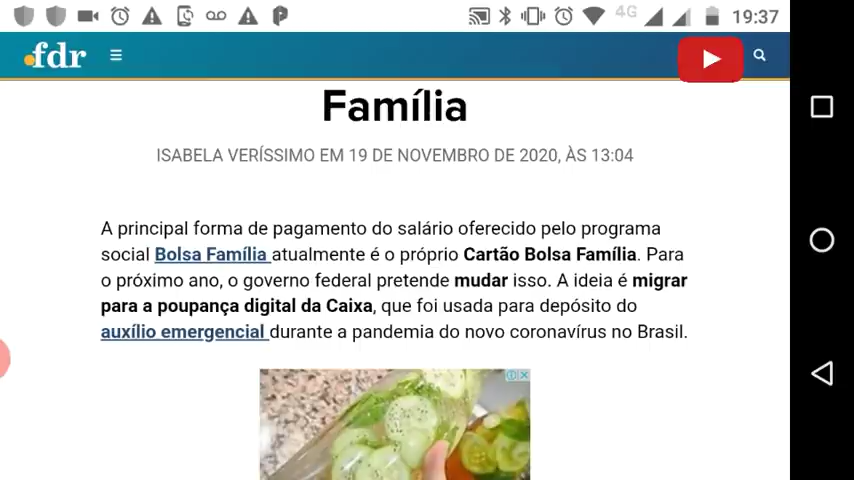 4G 19:37
.fdr
Família
ISABELA VERÍSSIMO EM 19 DE NOVEMBRO DE 2020, ÀS 13:04
A principal forma de pagamento do salário oferecido pelo programa
social Bolsa Família atualmente é o próprio Cartão Bolsa Família. Para
o próximo ano, o governo federal pretende mudar isso. A ideia é migrar
para a poupança digital da Caixa, que foi usada para depósito do
auxílio emergencial durante a pandemia do novo coronavírus no Brasil.